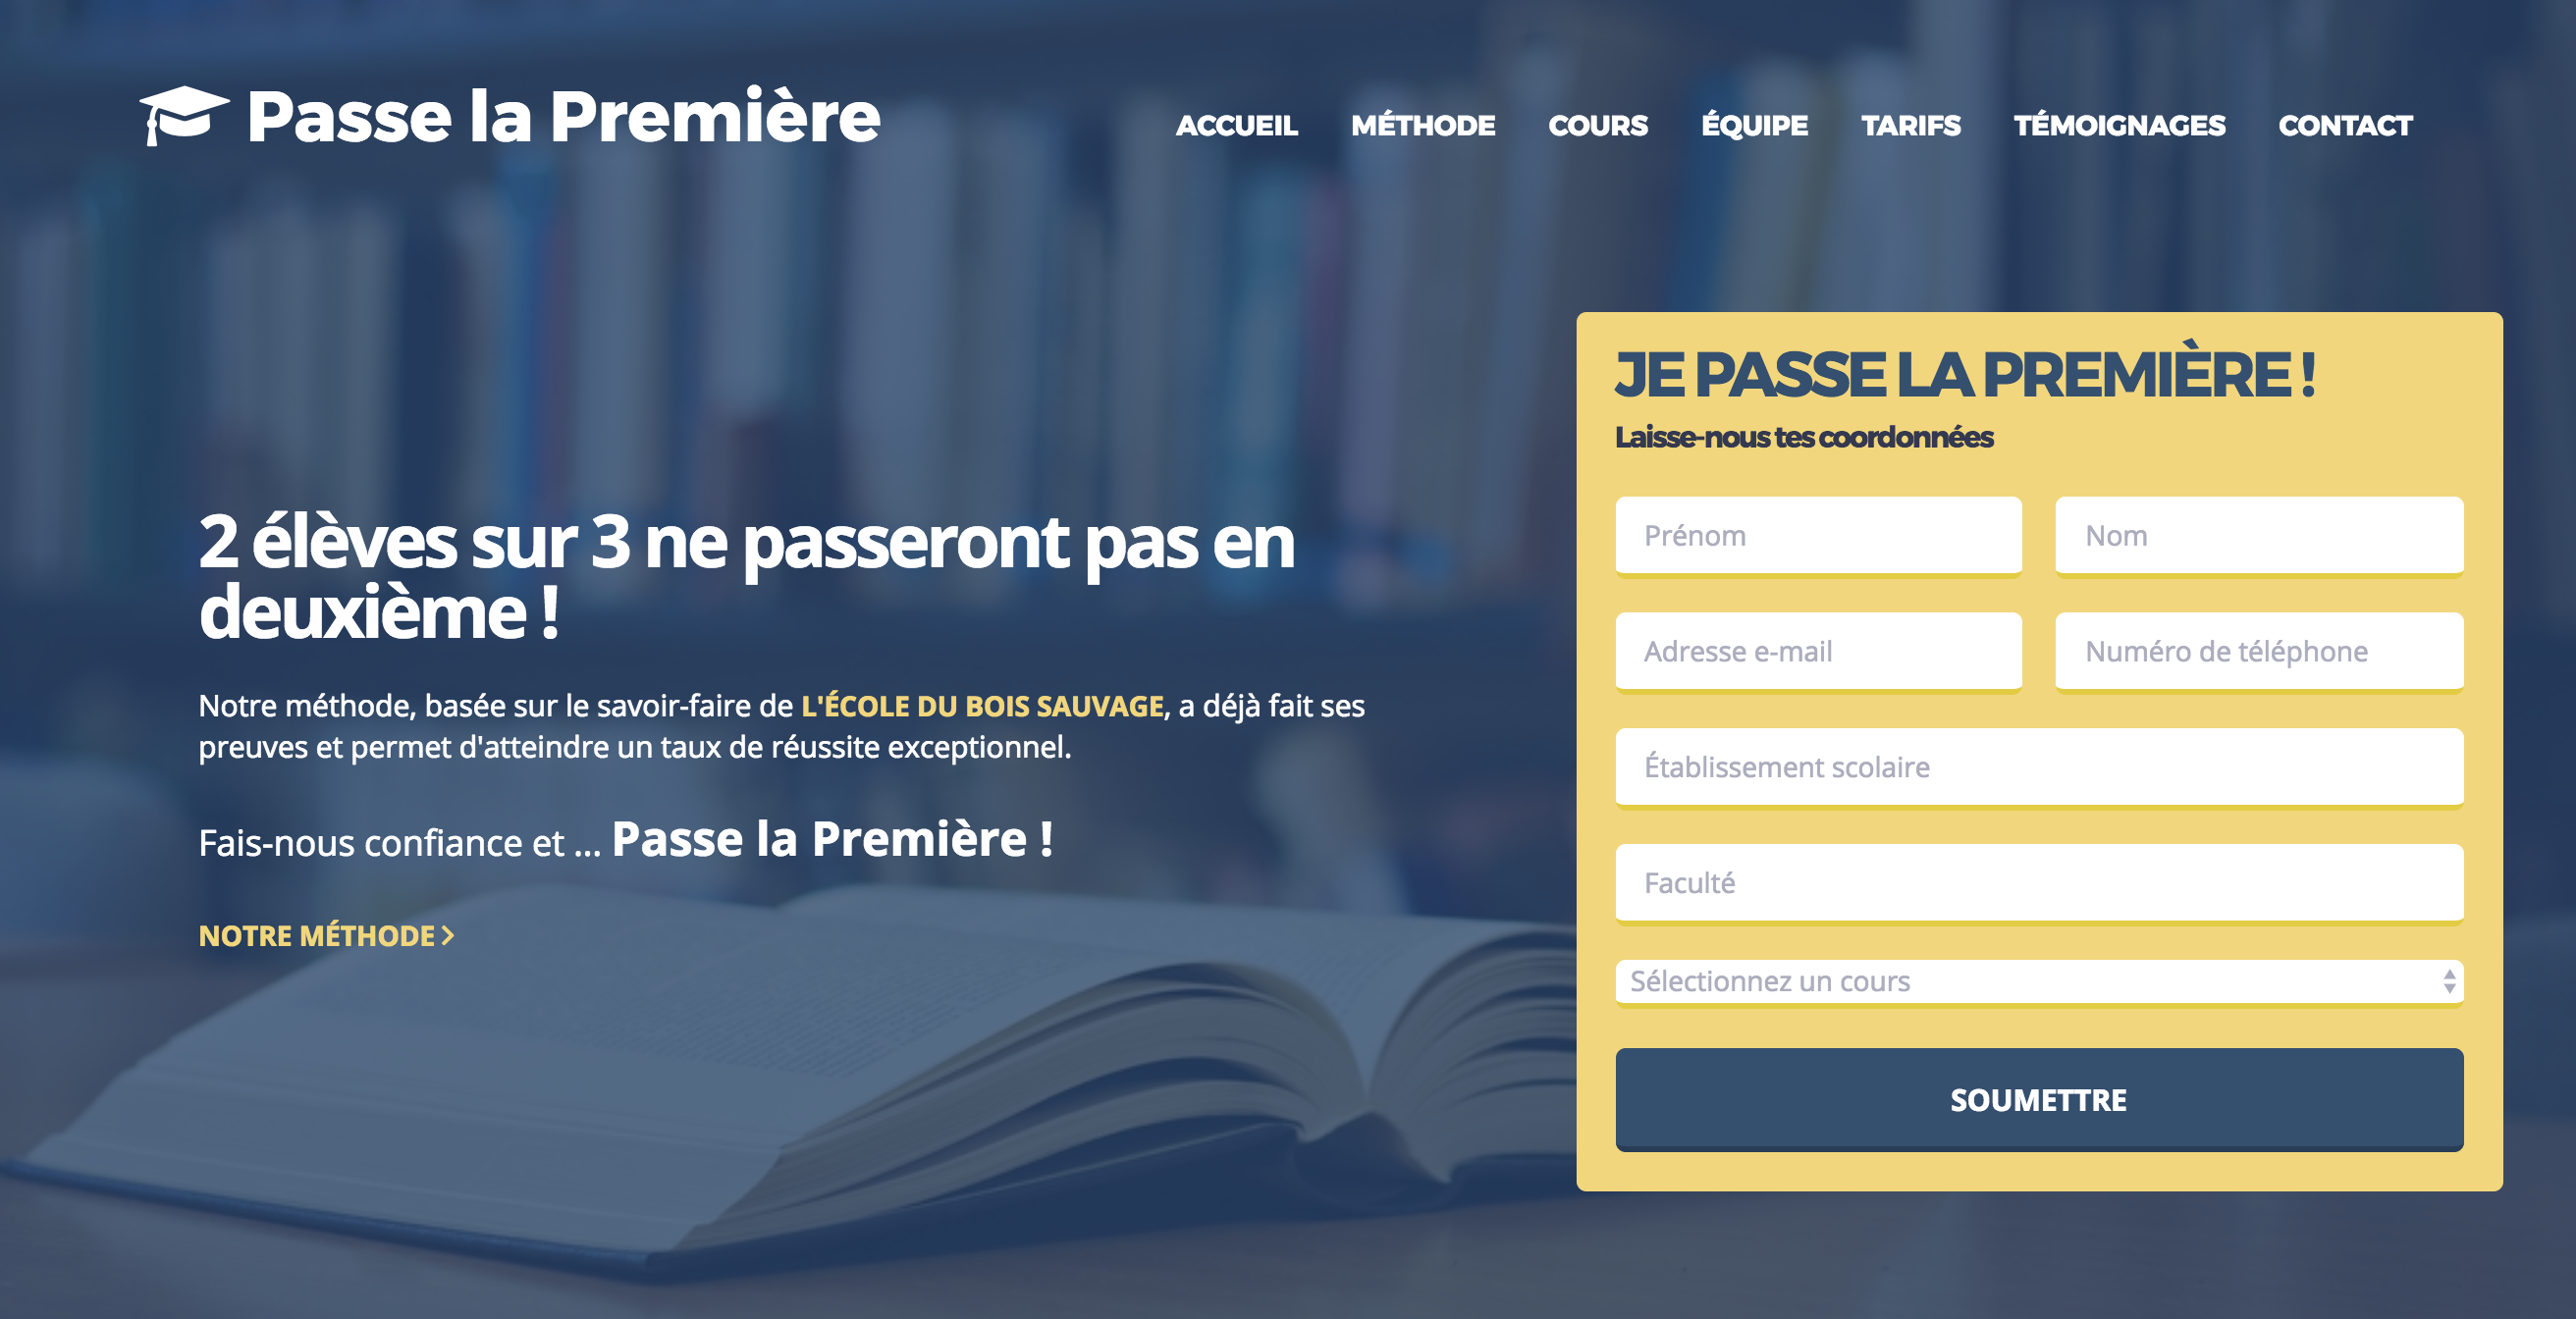 Passe la Première
ACCUEIL MÉTHODE COURS ÉQUIPE TARIFS TÉMOIGNAGES CONTACT
2 élèves sur 3 ne passeront pas en
deuxième !
Notre méthode, basée sur le savoir-faire de L'ÉCOLE DU BOIS SAUVAGE, a déjà fait ses
preuves et permet d'atteindre un taux de réussite exceptionnel.
Fais-nous confiance et ... Passe la Première !
NOTRE MÉTHODE
JE PASSE LA PREMIÈRE !
Laisse-nous tes coordonnées
Prénom
Nom
Adresse e-mail
Numéro de téléphone
Établissement scolaire
Faculté
Sélectionnez un cours
SOUMETTRE